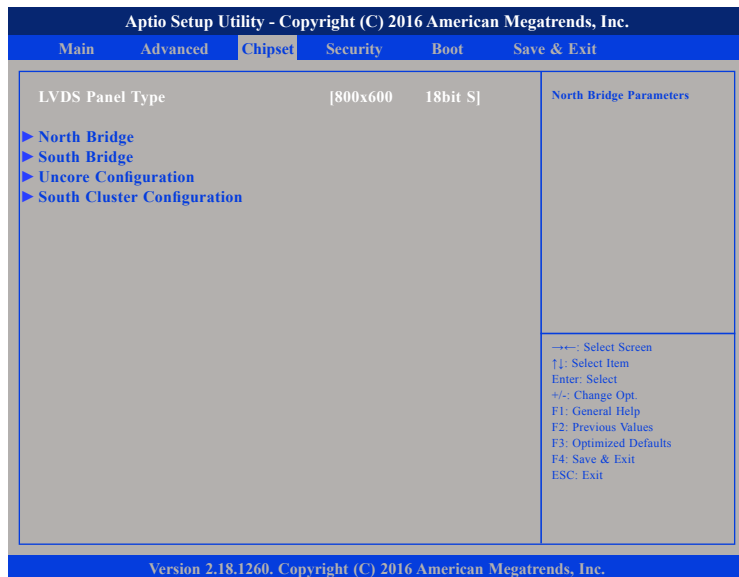 Aptio Setup Utility - Copyright (C) 2016 American Megatrends, Inc.
Main Advanced Chipset Security Boot Save & Exit
LVDS Panel Type [800x600 18bit S]
► North Bridge
► South Bridge
► Uncore Configuration
► South Cluster Configuration
North Bridge Parameters
→←: Select Screen
↑↓: Select Item
Enter: Select
+/-: Change Opt.
F1: General Help
F2: Previous Values
F3: Optimized Defaults
F4: Save & Exit
ESC: Exit
Version 2.18.1260. Copyright (C) 2016 American Megatrends, Inc.